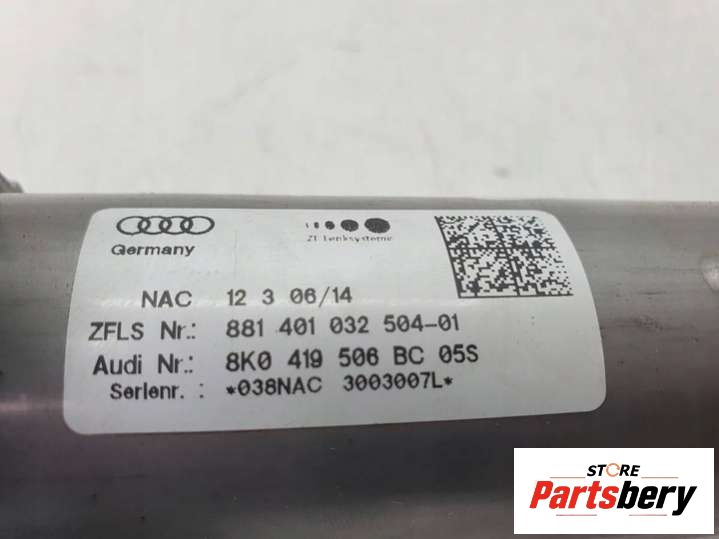 Germany
ZF Lenksysteme
NAC 12 3 06/14
ZFLS Nr.: 881 401 032 504-01
Audi Nr.: 8K0 419 506 BC 05S
Serienr. : *038NAC 3003007L*
STORE
Partsbery